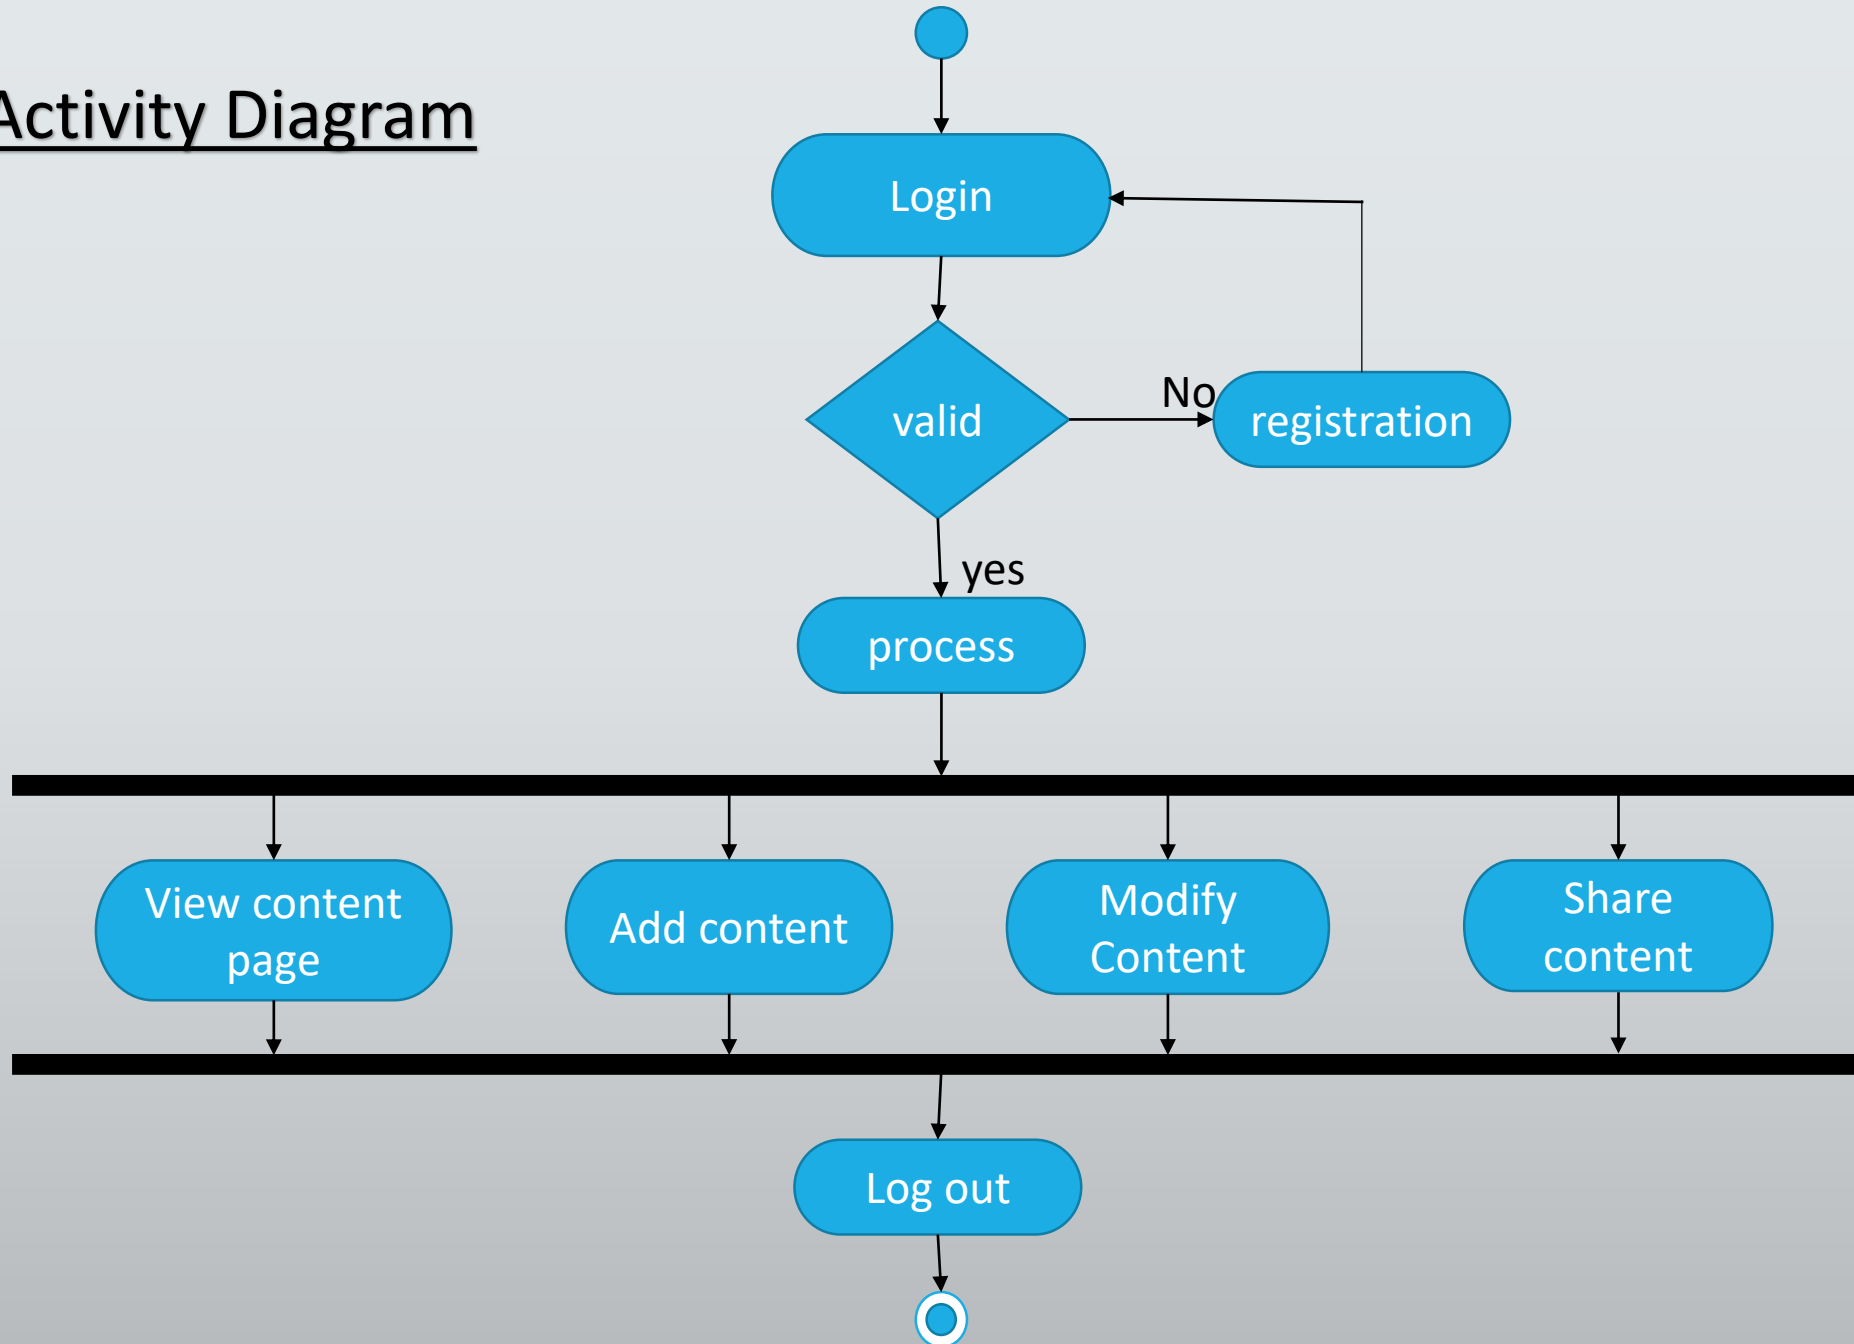 Activity Diagram
Login
valid
No
registration
yes
process
View content
page
Add content
Modify
Content
Share
content
Log out